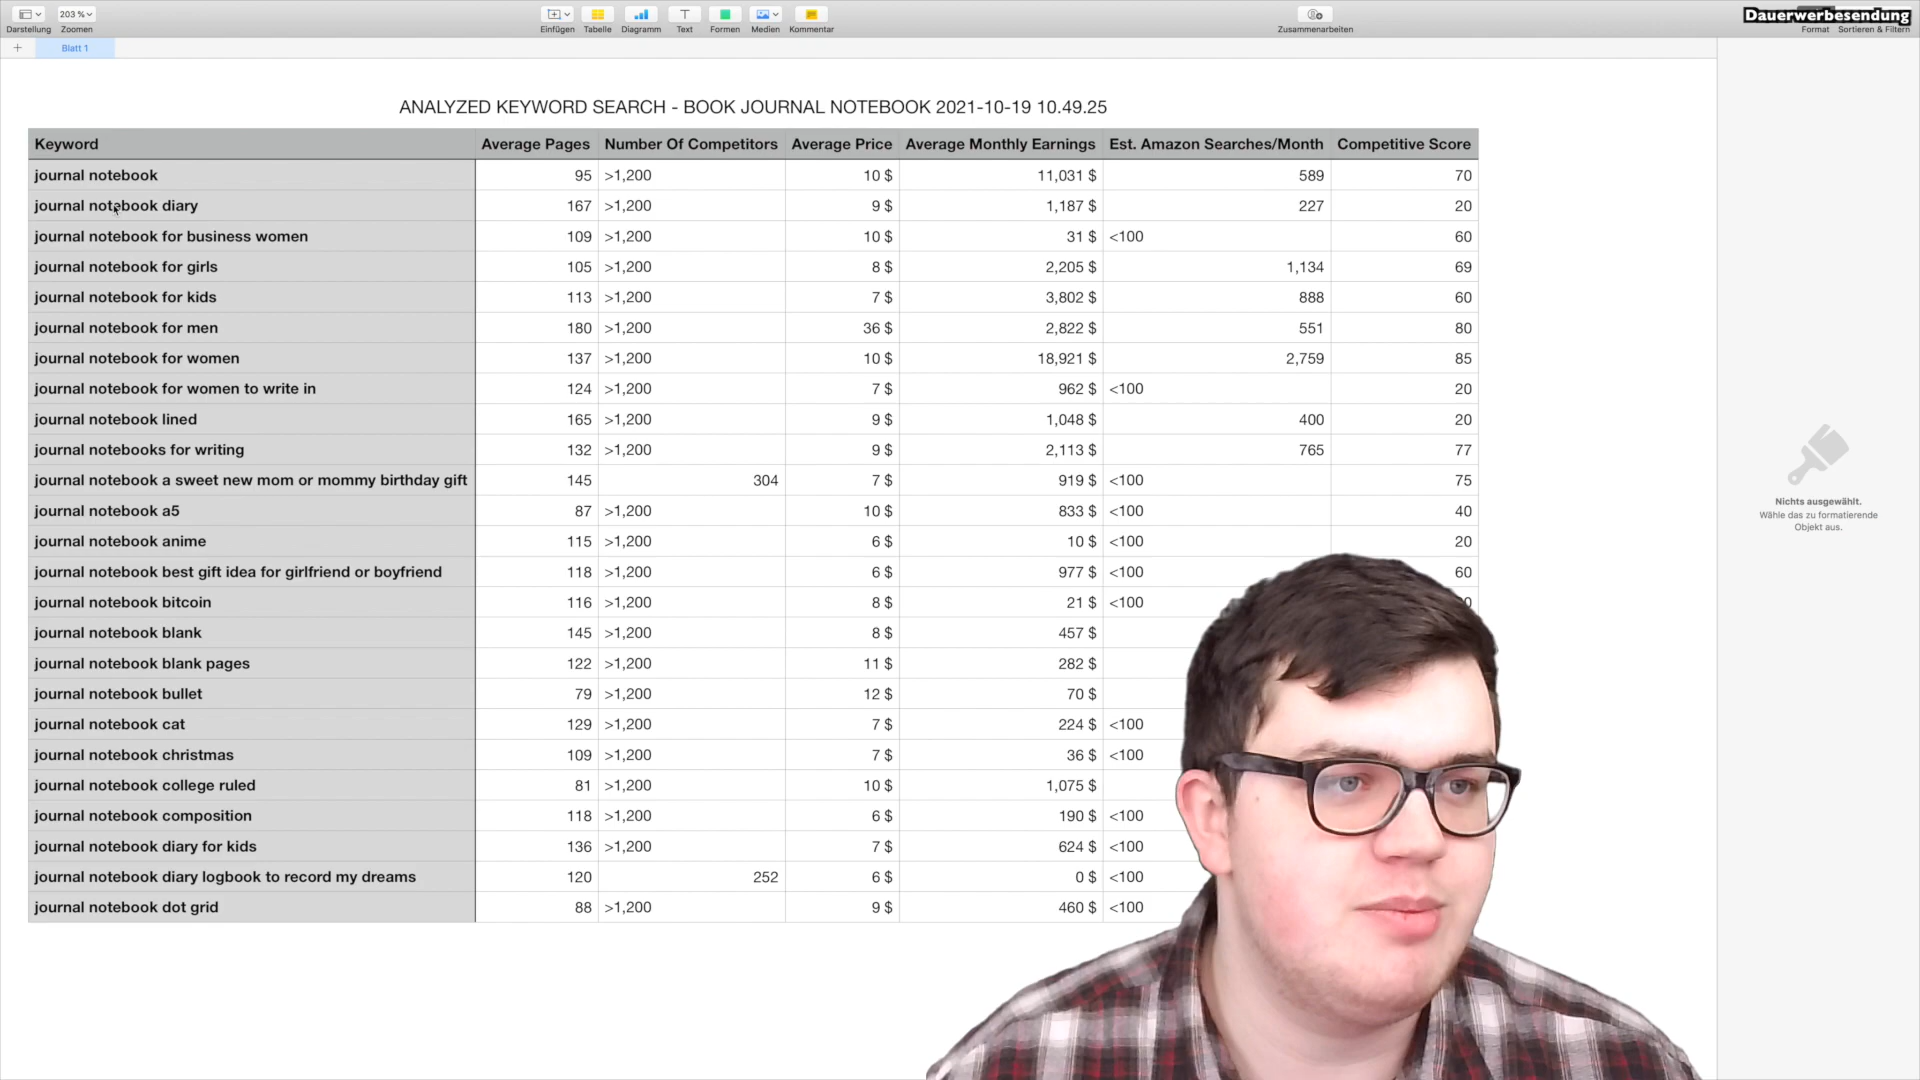 203 %
Darstellung Zoomen Einfügen Tabelle Diagramm Text Formen Medien Kommentar Zusammenarbeiten Format Sortieren & Filtern
Dauerwerbesendung
Blatt 1
ANALYZED KEYWORD SEARCH - BOOK JOURNAL NOTEBOOK 2021-10-19 10.49.25
Keyword Average Pages Number Of Competitors Average Price Average Monthly Earnings Est. Amazon Searches/Month Competitive Score
journal notebook 95 >1,200 10 $ 11,031 $ 589 70
journal notebook diary 167 >1,200 9 $ 1,187 $ 227 20
journal notebook for business women 109 >1,200 10 $ 31 $ <100 60
journal notebook for girls 105 >1,200 8 $ 2,205 $ 1,134 69
journal notebook for kids 113 >1,200 7 $ 3,802 $ 888 60
journal notebook for men 180 >1,200 36 $ 2,822 $ 551 80
journal notebook for women 137 >1,200 10 $ 18,921 $ 2,759 85
journal notebook for women to write in 124 >1,200 7 $ 962 $ <100 20
journal notebook lined 165 >1,200 9 $ 1,048 $ 400 20
journal notebooks for writing 132 >1,200 9 $ 2,113 $ 765 77
journal notebook a sweet new mom or mommy birthday gift 145 304 7 $ 919 $ <100 75
journal notebook a5 87 >1,200 10 $ 833 $ <100 40
journal notebook anime 115 >1,200 6 $ 10 $ <100 20
journal notebook best gift idea for girlfriend or boyfriend 118 >1,200 6 $ 977 $ <100 60
journal notebook bitcoin 116 >1,200 8 $ 21 $ <100
journal notebook blank 145 >1,200 8 $ 457 $
journal notebook blank pages 122 >1,200 11 $ 282 $
journal notebook bullet 79 >1,200 12 $ 70 $
journal notebook cat 129 >1,200 7 $ 224 $ <100
journal notebook christmas 109 >1,200 7 $ 36 $ <100
journal notebook college ruled 81 >1,200 10 $ 1,075 $
journal notebook composition 118 >1,200 6 $ 190 $ <100
journal notebook diary for kids 136 >1,200 7 $ 624 $ <100
journal notebook diary logbook to record my dreams 120 252 6 $ 0 $ <100
journal notebook dot grid 88 >1,200 9 $ 460 $ <100
Nichts ausgewählt.
Wähle das zu formatierende
Objekt aus.